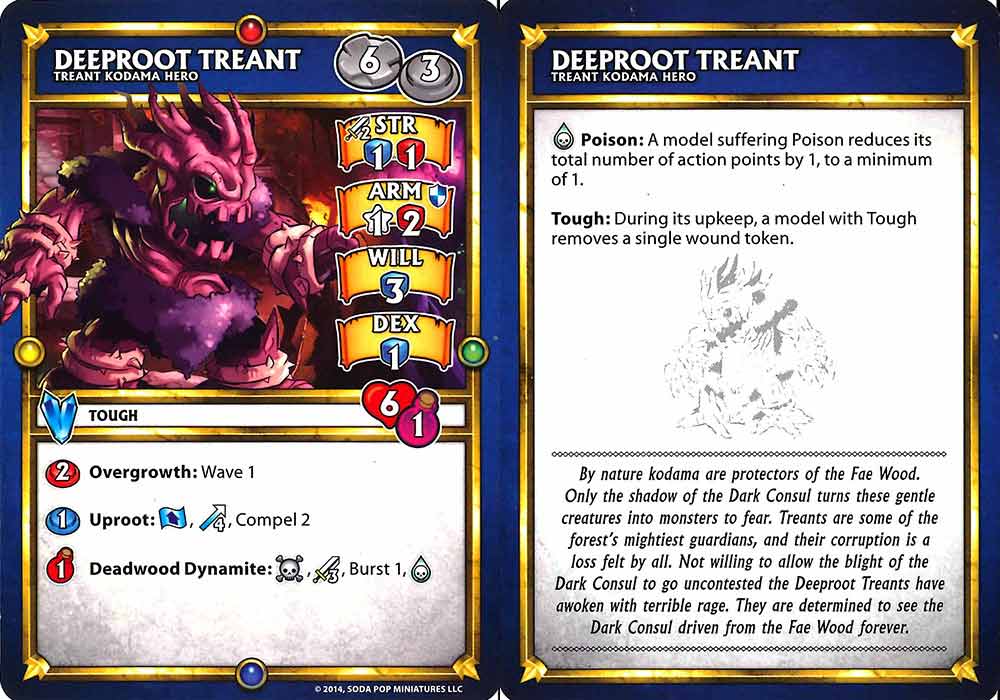 DEEPROOT TREANT
TREANT KODAMA HERO
6
3
2 STR
1 1
ARM
1 2
WILL
3
DEX
1
TOUGH
6
1
2 Overgrowth: Wave 1
1 Uproot: , 4, Compel 2
1 Deadwood Dynamite: , 3, Burst 1,
© 2014, SODA POP MINIATURES LLC
DEEPROOT TREANT
TREANT KODAMA HERO
Poison: A model suffering Poison reduces its
total number of action points by 1, to a minimum
of 1.
Tough: During its upkeep, a model with Tough
removes a single wound token.
By nature kodama are protectors of the Fae Wood.
Only the shadow of the Dark Consul turns these gentle
creatures into monsters to fear. Treants are some of the
forest's mightiest guardians, and their corruption is a
loss felt by all. Not willing to allow the blight of the
Dark Consul to go uncontested the Deeproot Treants have
awoken with terrible rage. They are determined to see the
Dark Consul driven from the Fae Wood forever.